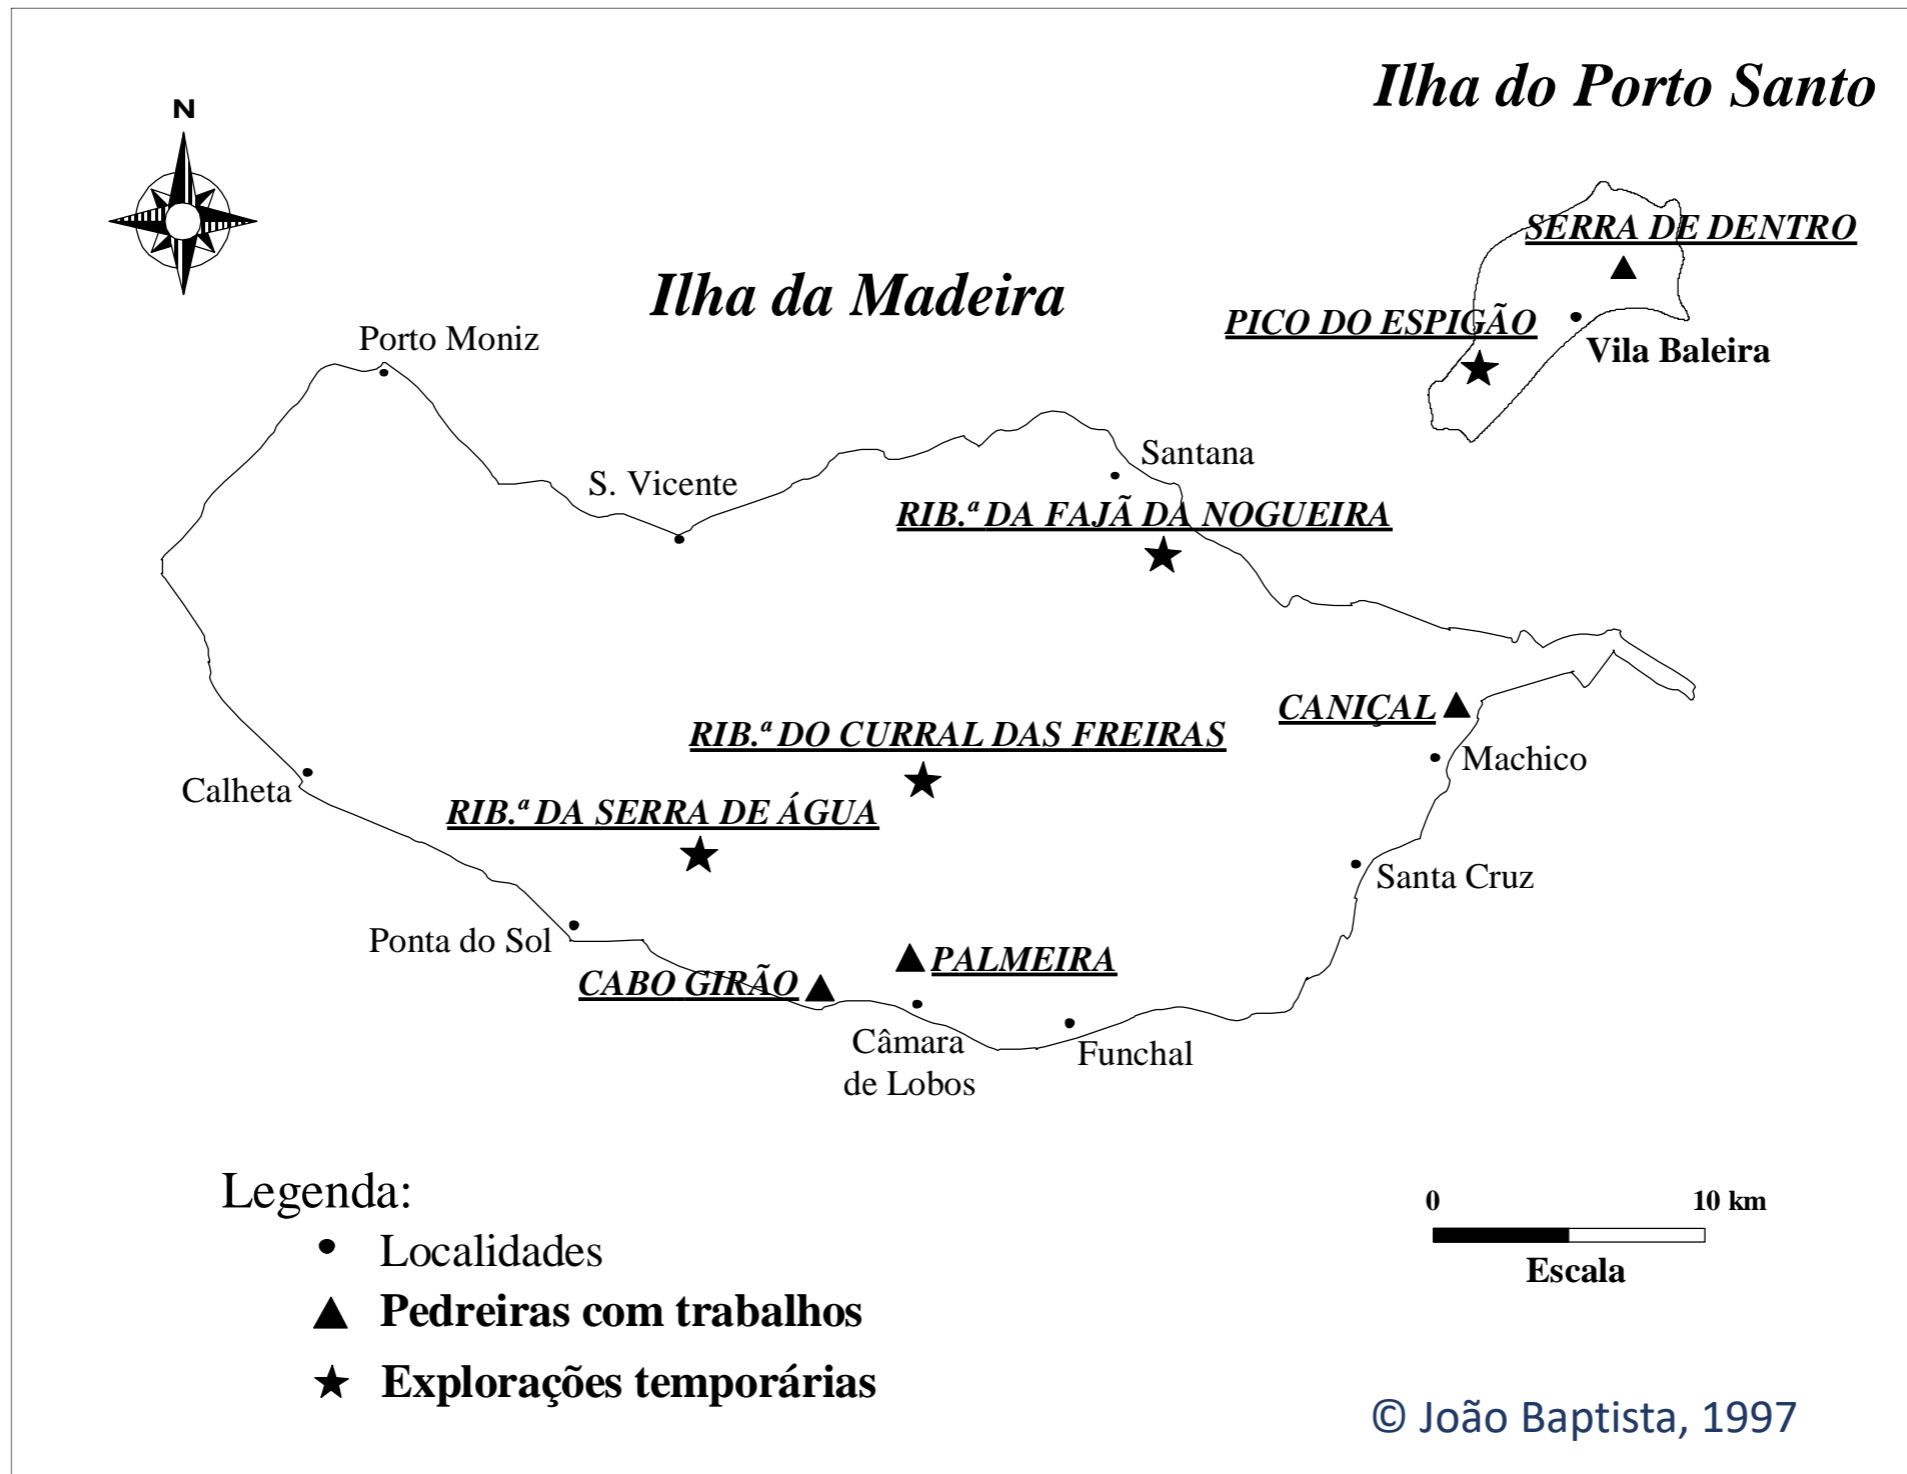 Ilha do Porto Santo
N
SERRA DE DENTRO
Ilha da Madeira
PICO DO ESPIGÃO
Vila Baleira
Porto Moniz
Santana
S. Vicente
RIB.ª DA FAJÃ DA NOGUEIRA
CANIÇAL
RIB.ª DO CURRAL DAS FREIRAS
Machico
Calheta
RIB.ª DA SERRA DE ÁGUA
Santa Cruz
Ponta do Sol
PALMEIRA
CABO GIRÃO
Câmara
de Lobos
Funchal
Legenda:
Localidades
Pedreiras com trabalhos
Explorações temporárias
0 10 km
Escala
© João Baptista, 1997